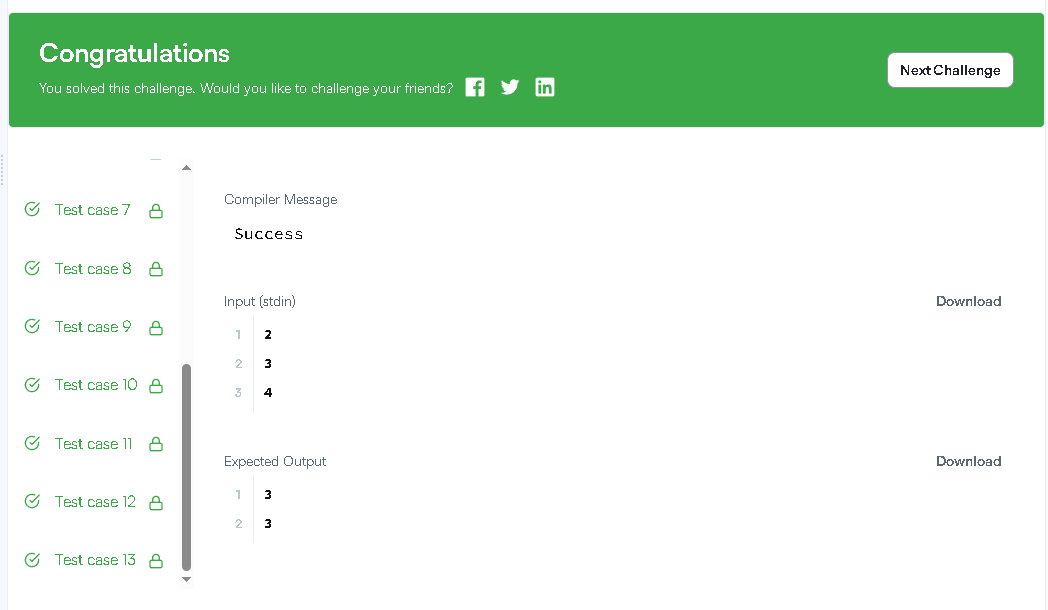 Congratulations
You solved this challenge. Would you like to challenge your friends?
Next Challenge
Test case 7
Test case 8
Test case 9
Test case 10
Test case 11
Test case 12
Test case 13
Compiler Message
Success
Input (stdin)
Download
1 2
2 3
3 4
Expected Output
Download
1 3
2 3